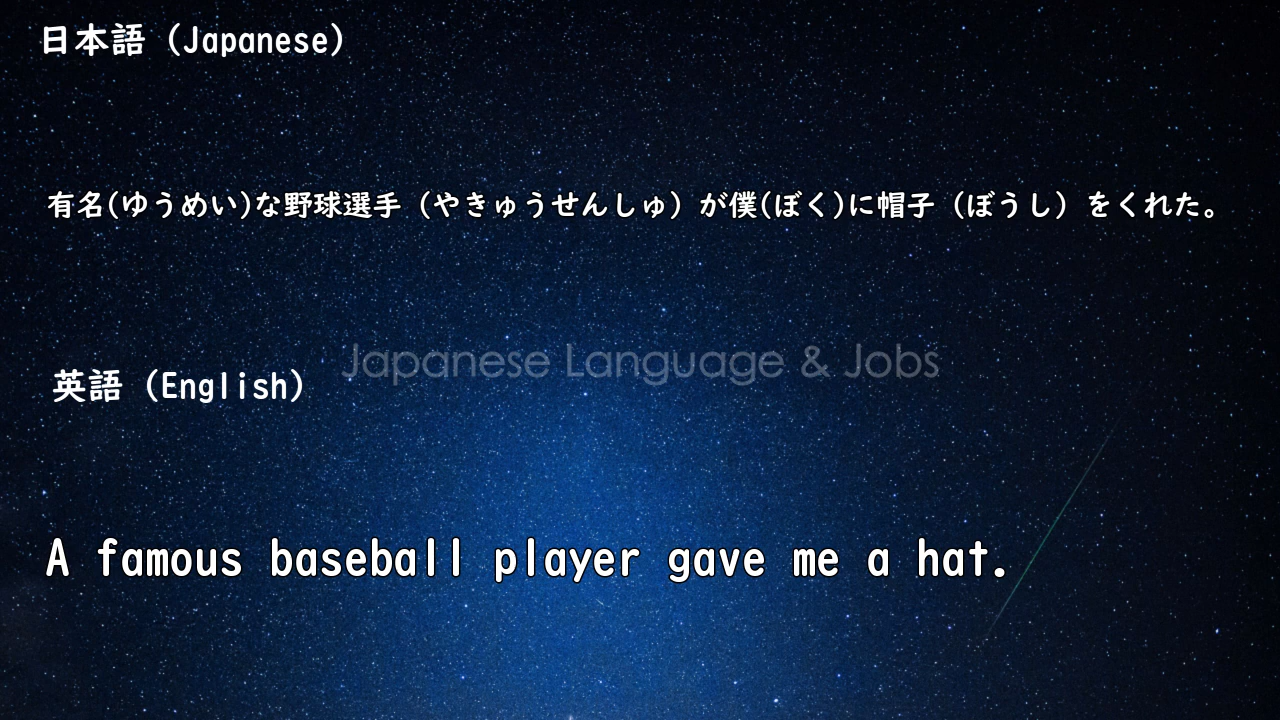 日本語（Japanese）
有名(ゆうめい)な野球選手（やきゅうせんしゅ）が僕(ぼく)に帽子（ぼうし）をくれた。
Japanese Language & Jobs
英語（English）
A famous baseball player gave me a hat.